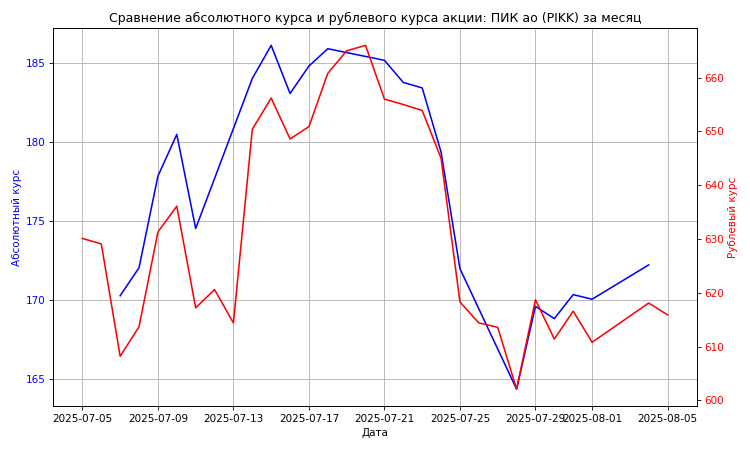 Сравнение абсолютного курса и рублевого курса акции: ПИК ао (PIKK) за месяц
Абсолютный курс
185
180
175
170
165
660
650
640
630
620
610
600
Рублевый курс
2025-07-05 2025-07-09 2025-07-13 2025-07-17 2025-07-21 2025-07-25 2025-07-29 2025-08-01 2025-08-05
Дата